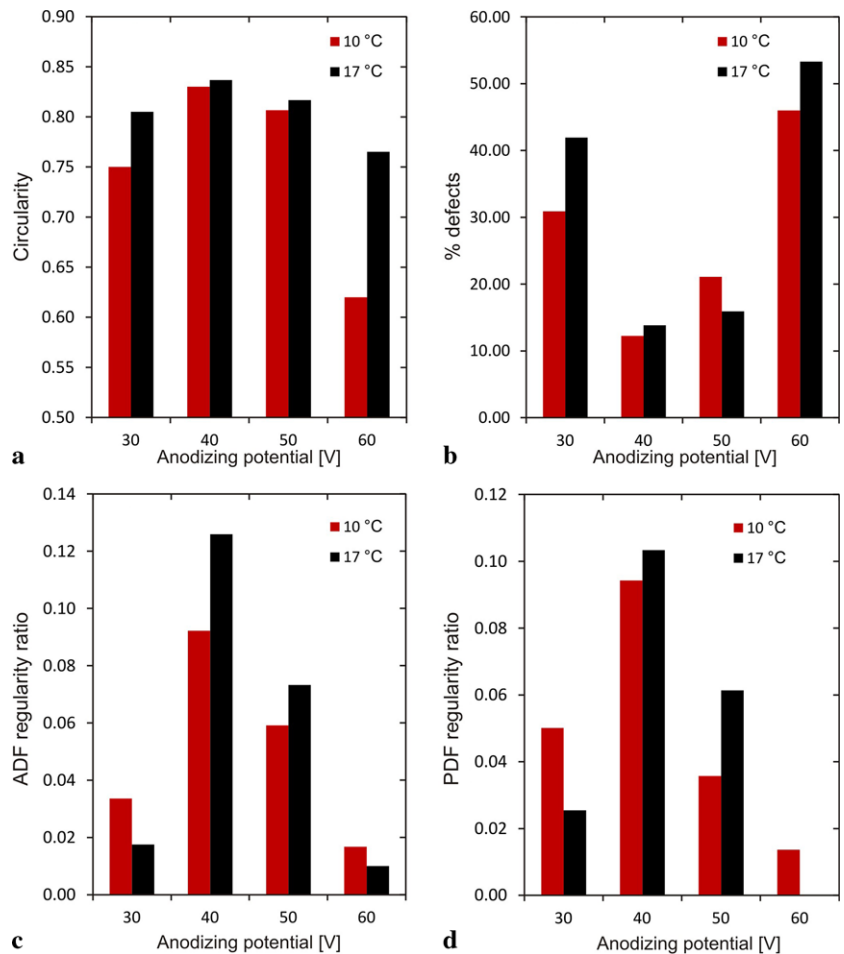 0.90
0.85
0.80
0.75
0.70
0.65
0.60
0.55
0.50
Circularity
10 °C
17 °C
30 40 50 60
Anodizing potential [V]
a
60.00
50.00
40.00
30.00
20.00
10.00
0.00
% defects
10 °C
17 °C
30 40 50 60
Anodizing potential [V]
b
0.14
0.12
0.10
0.08
0.06
0.04
0.02
0.00
ADF regularity ratio
10 °C
17 °C
30 40 50 60
Anodizing potential [V]
c
0.12
0.10
0.08
0.06
0.04
0.02
0.00
PDF regularity ratio
10 °C
17 °C
30 40 50 60
Anodizing potential [V]
d